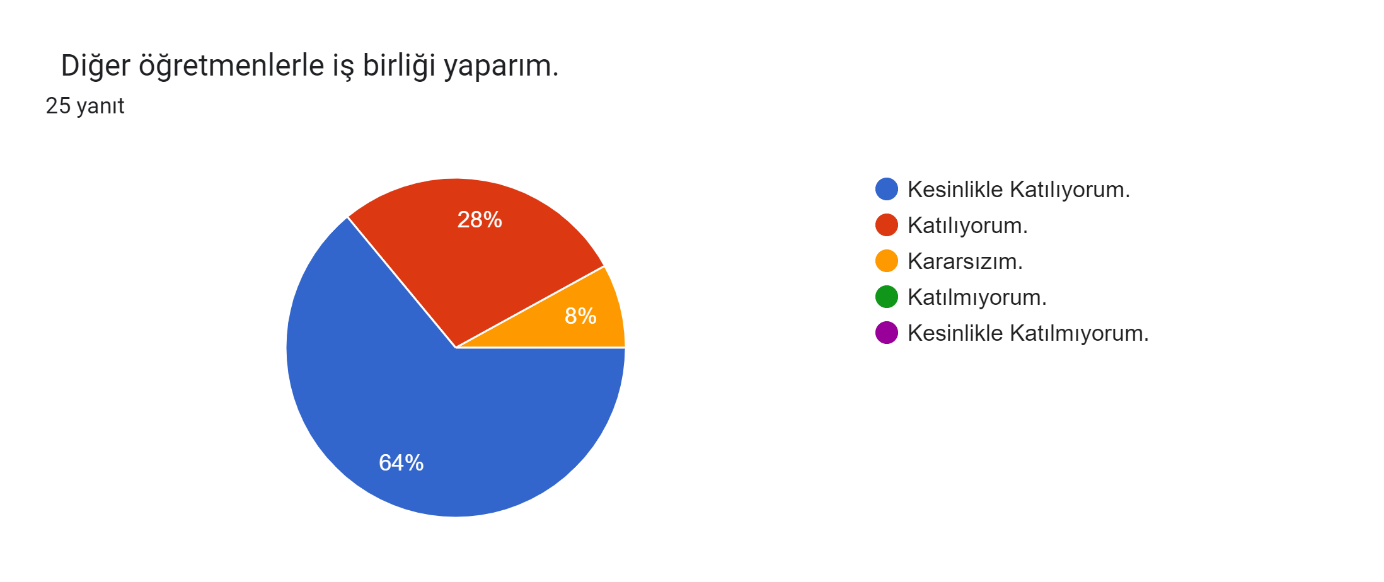 Diğer öğretmenlerle iş birliği yaparım.
25 yanıt
28%
8%
64%
Kesinlikle Katılıyorum.
Katılıyorum.
Kararsızım.
Katılmıyorum.
Kesinlikle Katılmıyorum.